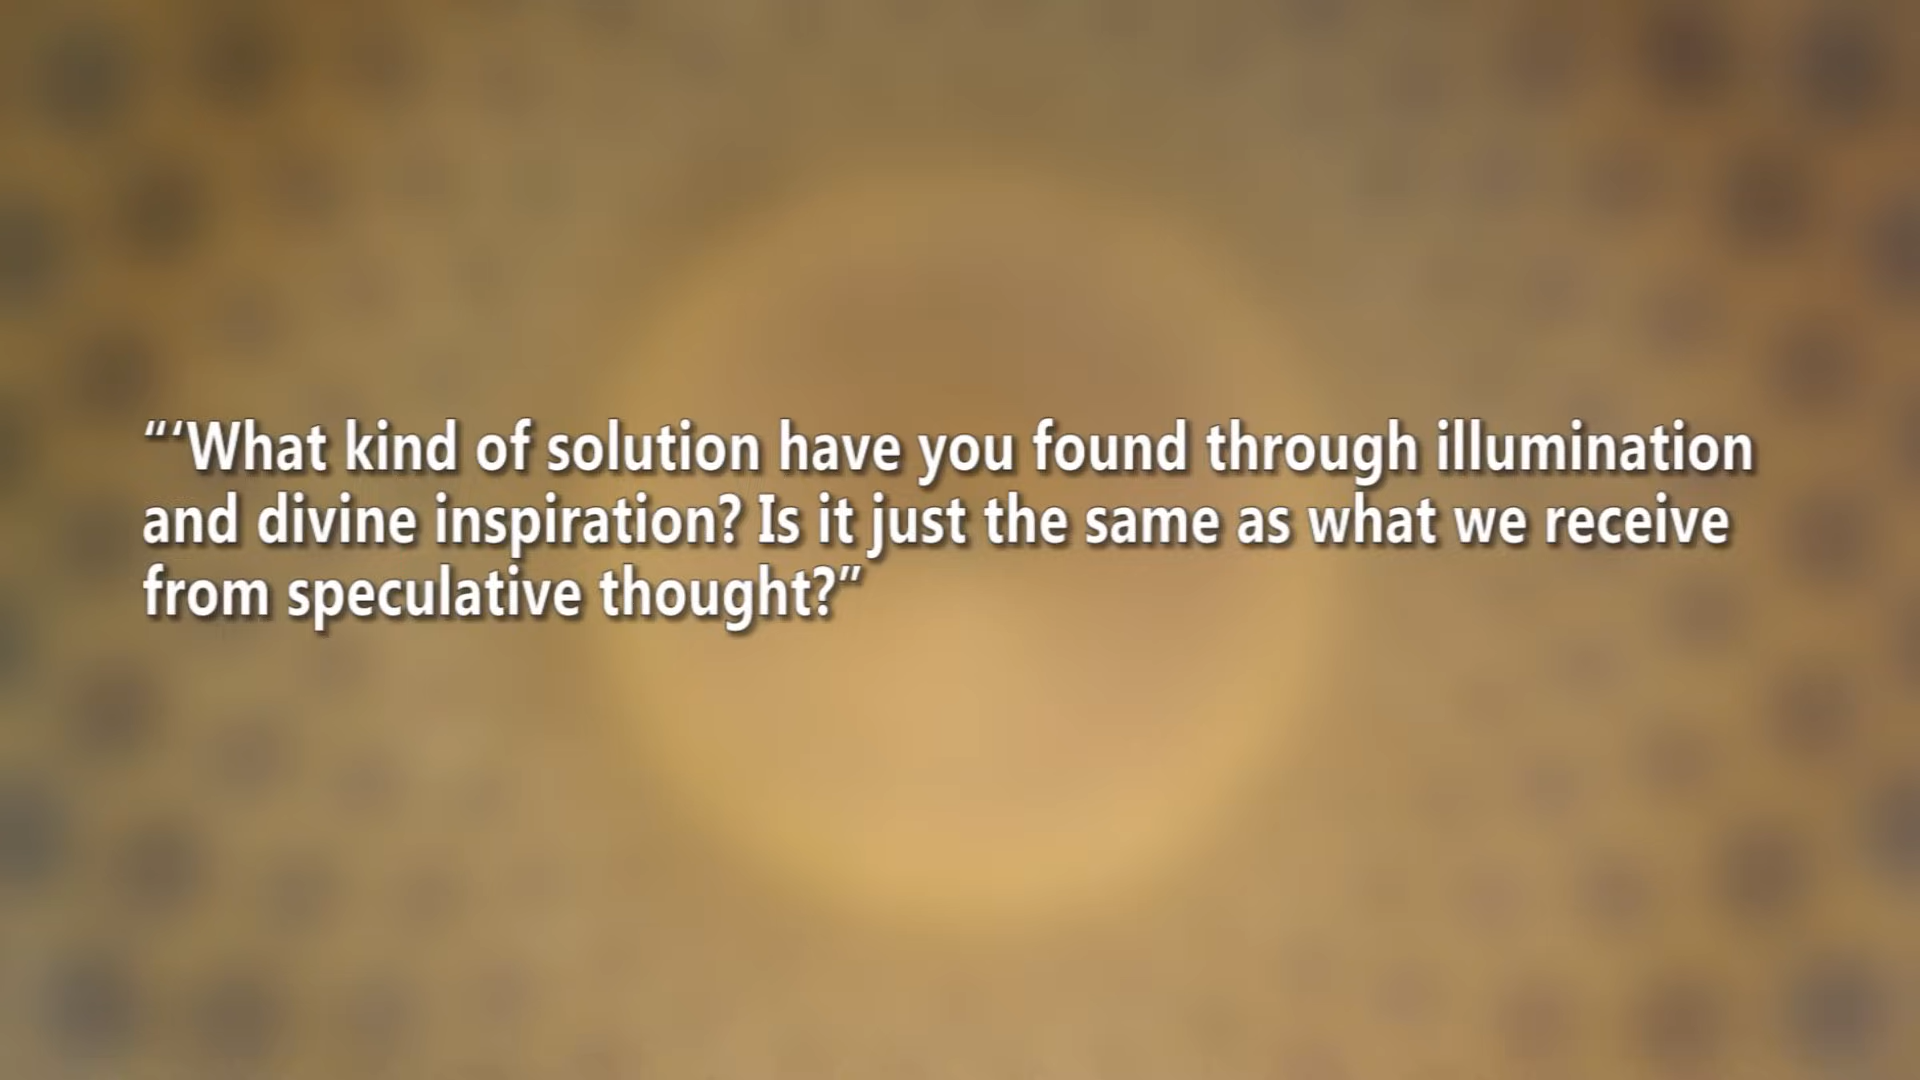 “‘What kind of solution have you found through illumination
and divine inspiration? Is it just the same as what we receive
from speculative thought?”